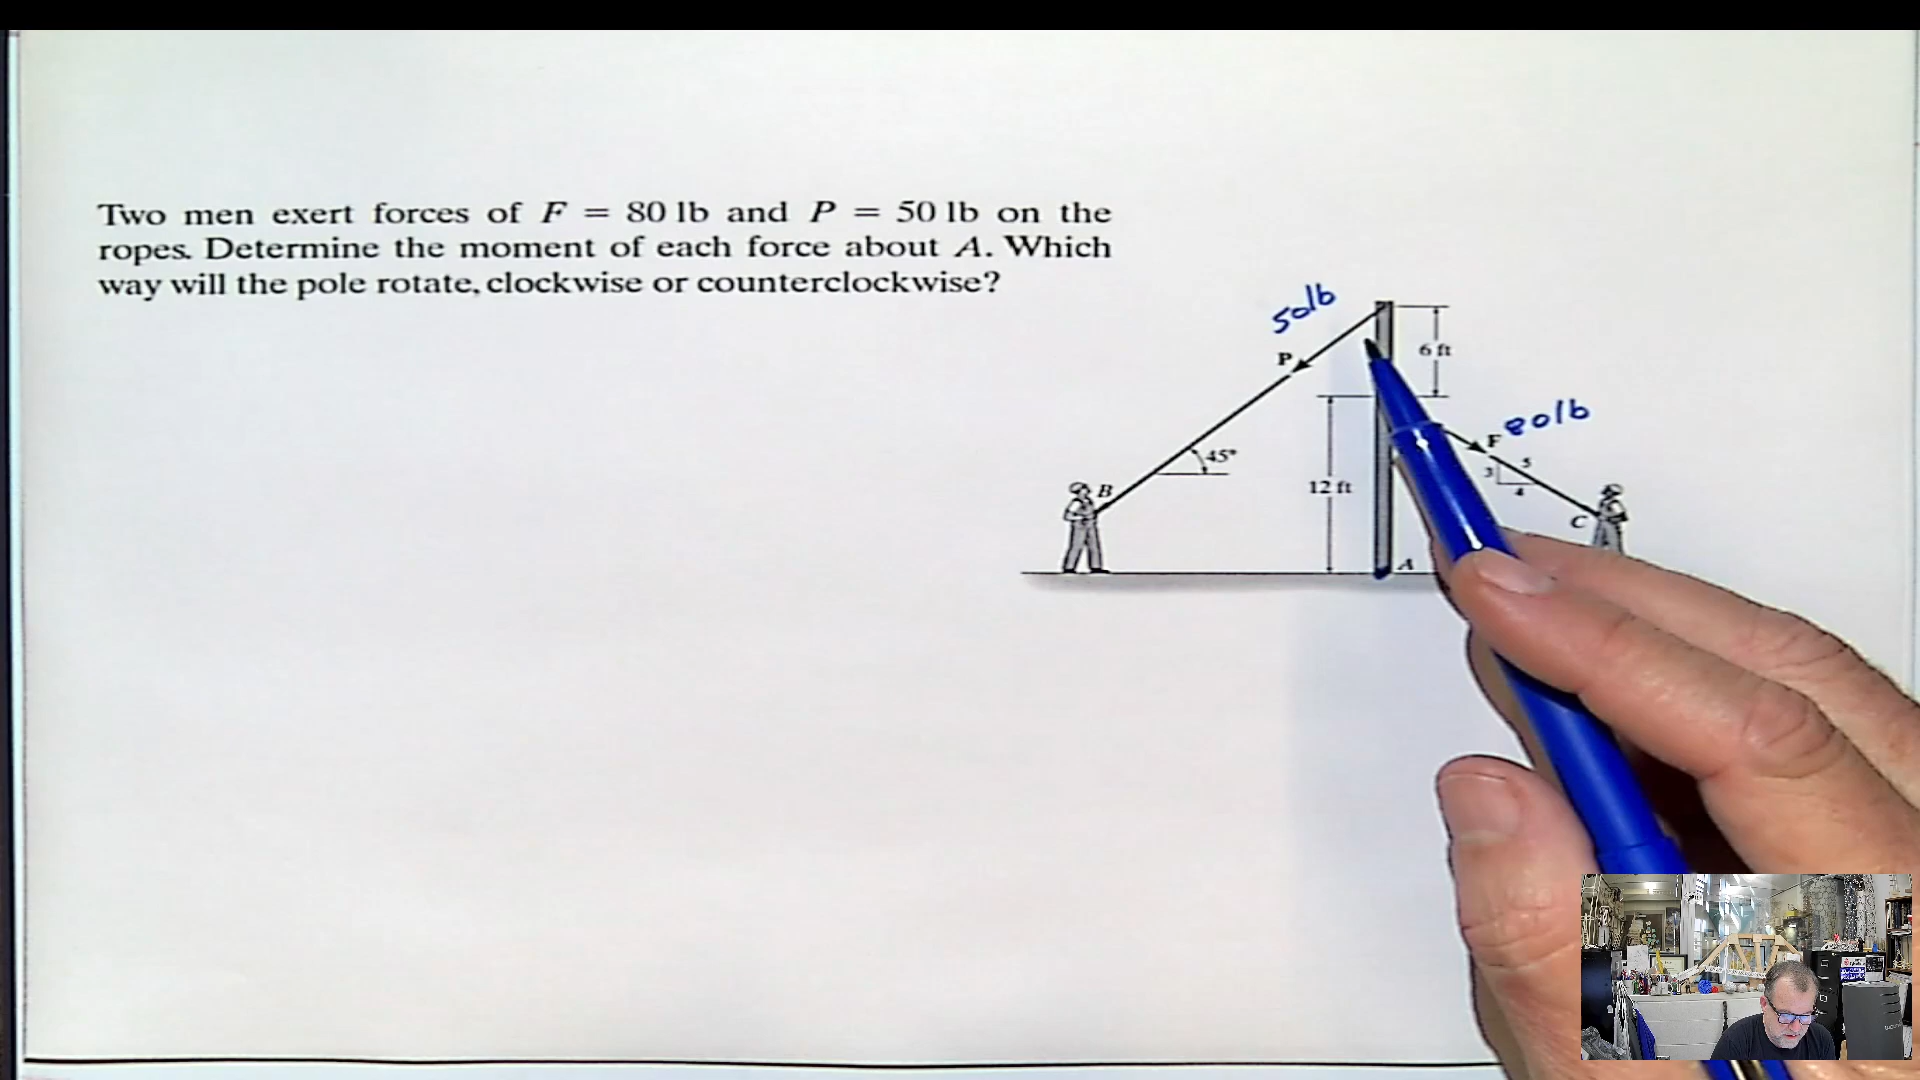 Two men exert forces of F = 80 lb and P = 50 lb on the
ropes. Determine the moment of each force about A. Which
way will the pole rotate, clockwise or counterclockwise?
50lb
P
6 ft
F 80lb
45°
3 5
4
12 ft
B
C
A